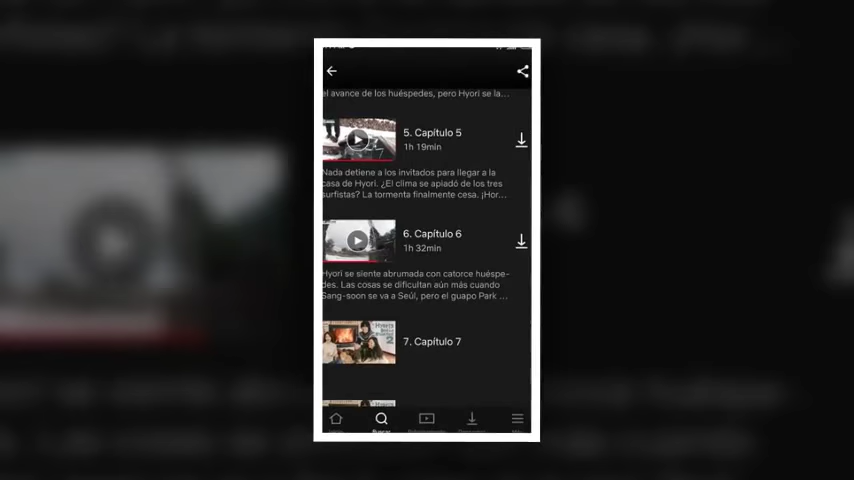 el avance de los huéspedes, pero Hyori se la...
5. Capítulo 5
1h 19min
Nada detiene a los invitados para llegar a la
casa de Hyori. ¿El clima se apiadó de los tres
surfistas? La tormenta finalmente cesa. ¡Hor...
6. Capítulo 6
1h 32min
Hyori se siente abrumada con catorce huéspe-
des. Las cosas se dificultan aún más cuando
Sang-soon se va a Seúl, pero el guapo Park ...
7. Capítulo 7
Buscar